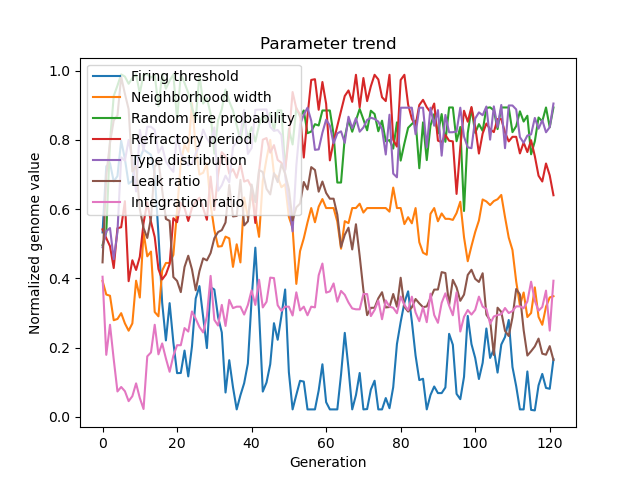 Parameter trend
1.0
0.8
0.6
0.4
0.2
0.0
Normalized genome value
Firing threshold
Neighborhood width
Random fire probability
Refractory period
Type distribution
Leak ratio
Integration ratio
0 20 40 60 80 100 120
Generation